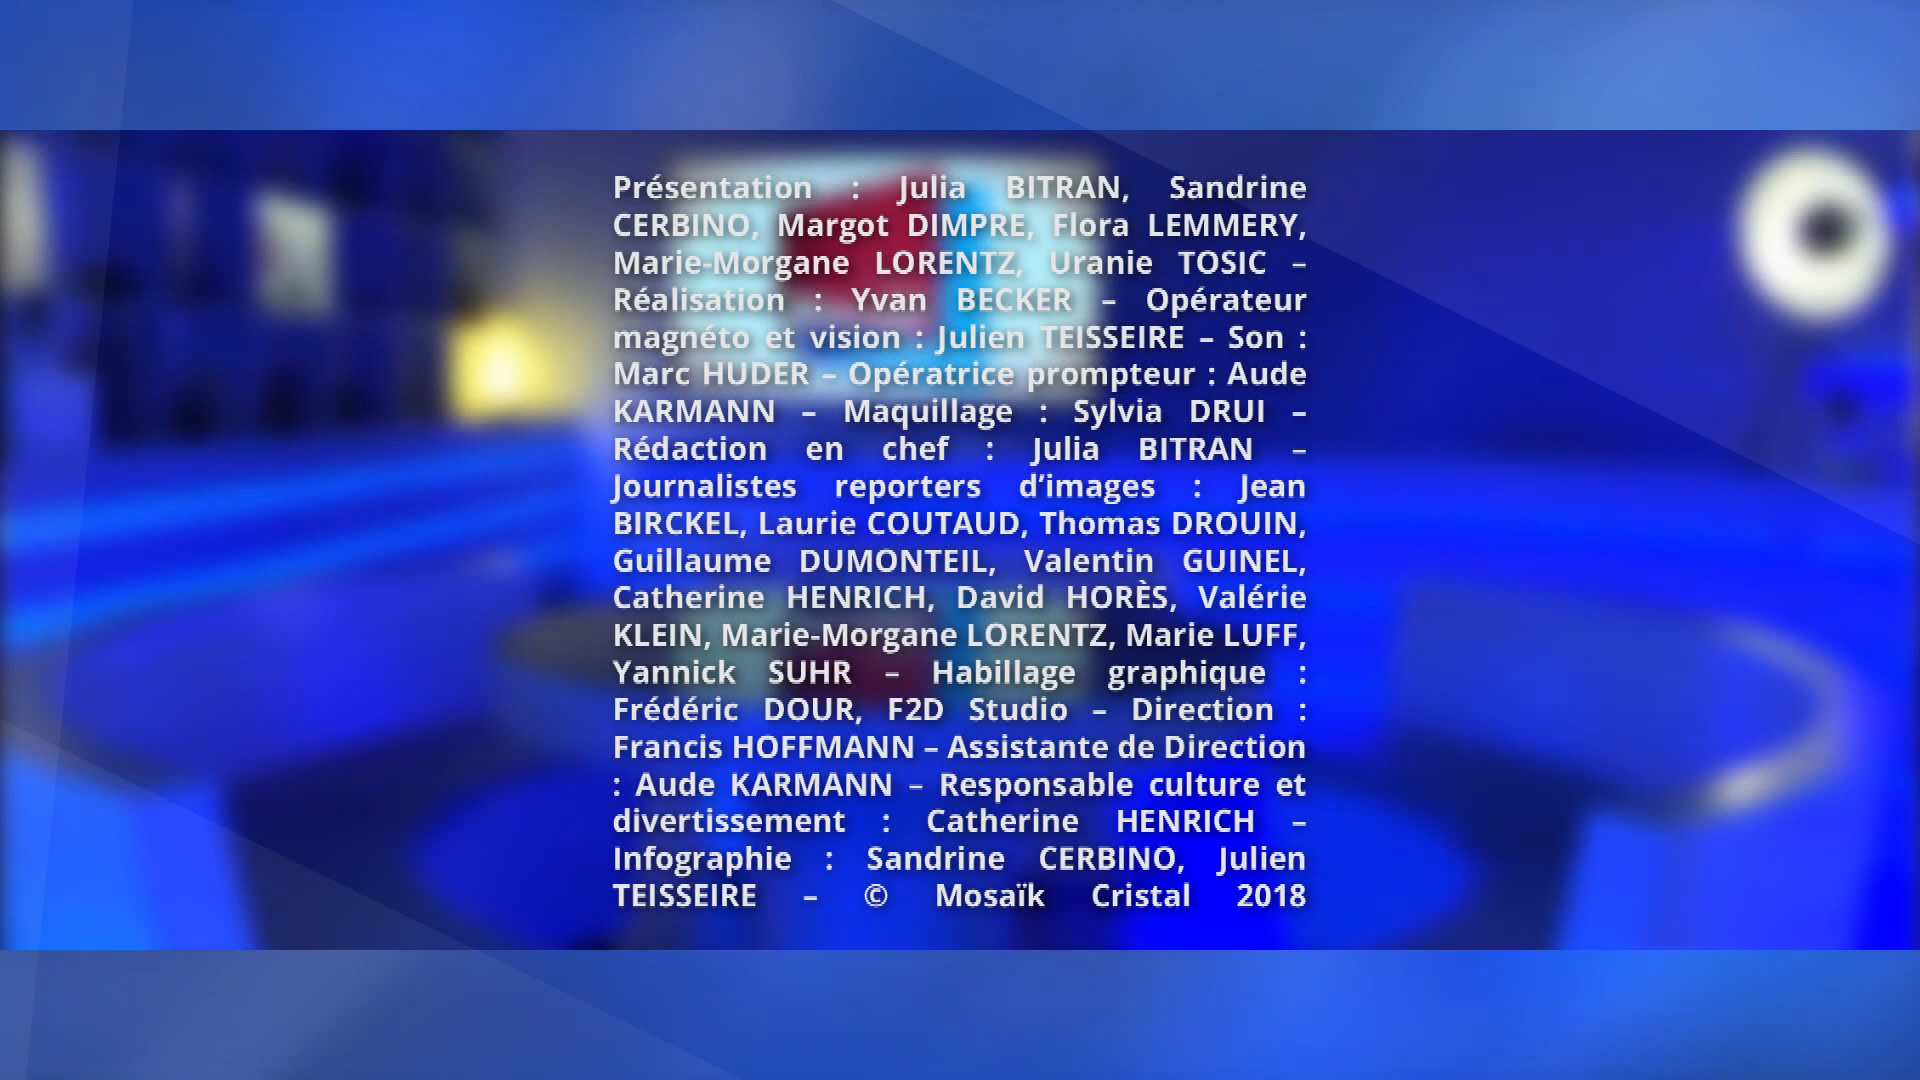 Présentation : Julia BITRAN, Sandrine
CERBINO, Margot DIMPRE, Flora LEMMERY,
Marie-Morgane LORENTZ, Uranie TOSIC –
Réalisation : Yvan BECKER – Opérateur
magnéto et vision : Julien TEISSEIRE – Son :
Marc HUDER – Opératrice prompteur : Aude
KARMANN – Maquillage : Sylvia DRUI –
Rédaction en chef : Julia BITRAN –
Journalistes reporters d’images : Jean
BIRCKEL, Laurie COUTAUD, Thomas DROUIN,
Guillaume DUMONTEIL, Valentin GUINEL,
Catherine HENRICH, David HORÈS, Valérie
KLEIN, Marie-Morgane LORENTZ, Marie LUFF,
Yannick SUHR – Habillage graphique :
Frédéric DOUR, F2D Studio – Direction :
Francis HOFFMANN – Assistante de Direction
: Aude KARMANN – Responsable culture et
divertissement : Catherine HENRICH –
Infographie : Sandrine CERBINO, Julien
TEISSEIRE – © Mosaïk Cristal 2018